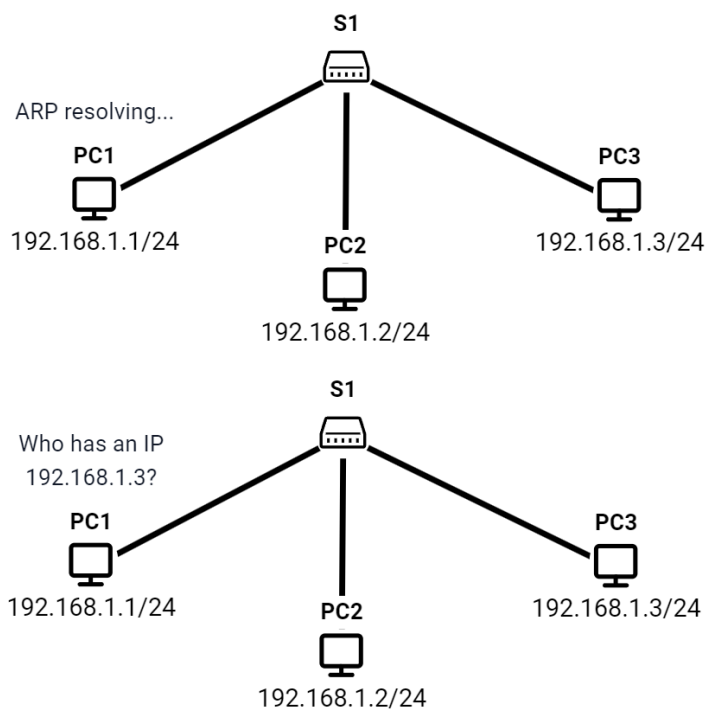 S1
ARP resolving...
PC1
PC3
192.168.1.1/24
192.168.1.3/24
PC2
192.168.1.2/24
S1
Who has an IP
192.168.1.3?
PC1
PC3
192.168.1.1/24
192.168.1.3/24
PC2
192.168.1.2/24